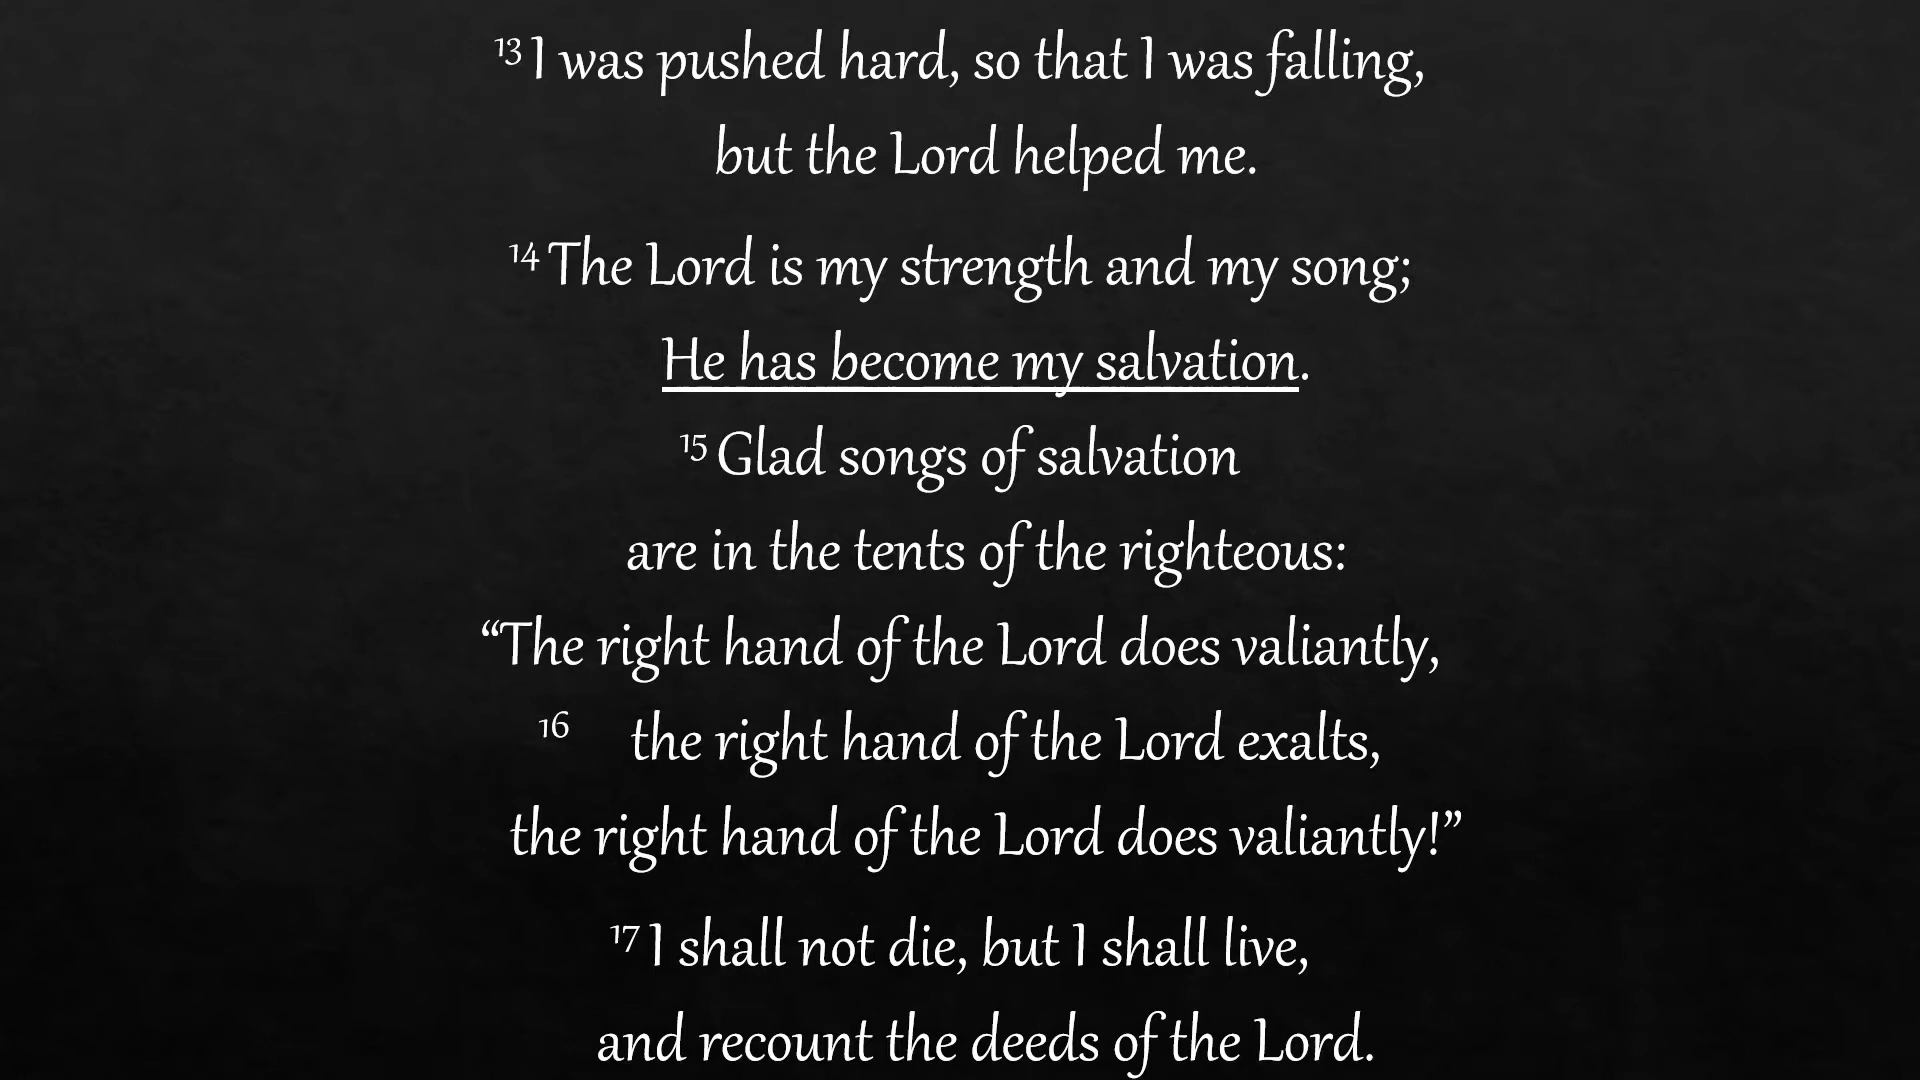 ¹³ I was pushed hard, so that I was falling,
but the Lord helped me.
¹⁴ The Lord is my strength and my song;
He has become my salvation.
¹⁵ Glad songs of salvation
are in the tents of the righteous:
“The right hand of the Lord does valiantly,
¹⁶ the right hand of the Lord exalts,
the right hand of the Lord does valiantly!”
¹⁷ I shall not die, but I shall live,
and recount the deeds of the Lord.